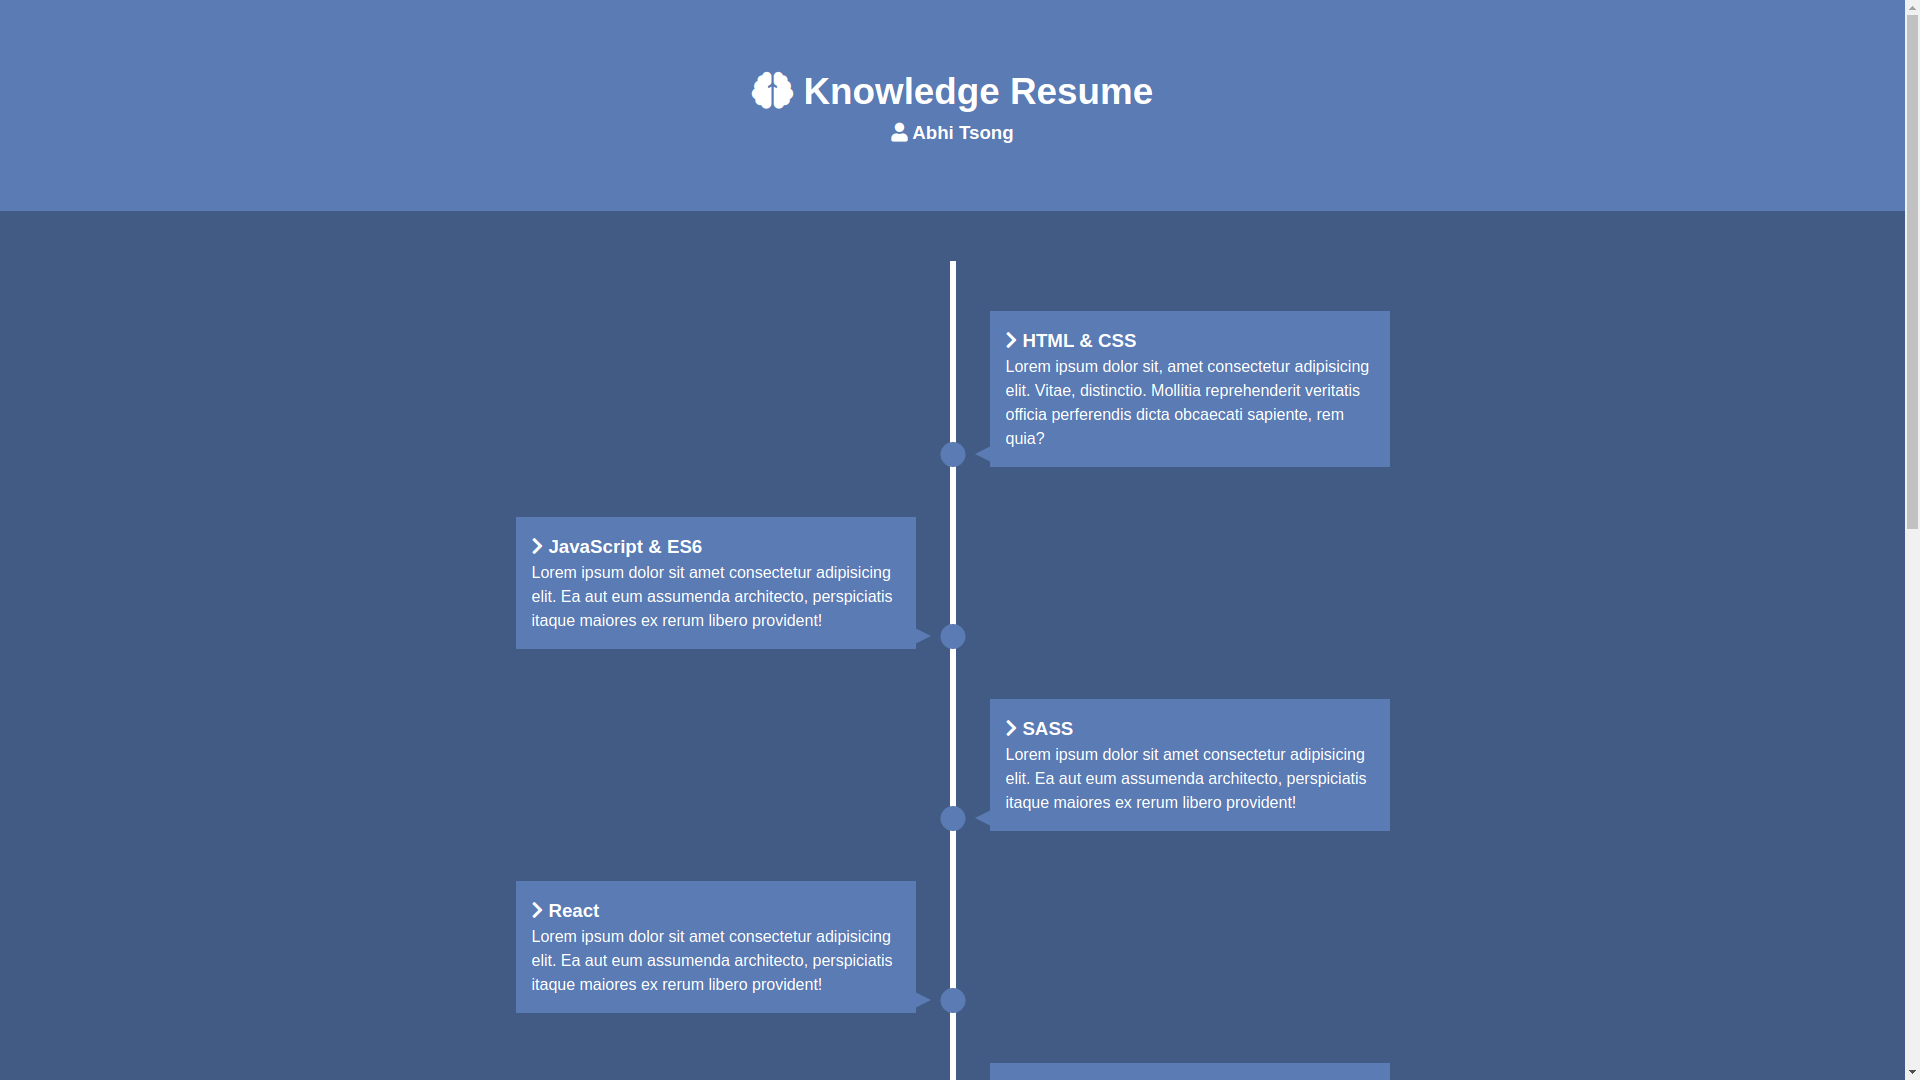 Knowledge Resume
Abhi Tsong
HTML & CSS
Lorem ipsum dolor sit, amet consectetur adipisicing
elit. Vitae, distinctio. Mollitia reprehenderit veritatis
officia perferendis dicta obcaecati sapiente, rem
quia?
JavaScript & ES6
Lorem ipsum dolor sit amet consectetur adipisicing
elit. Ea aut eum assumenda architecto, perspiciatis
itaque maiores ex rerum libero provident!
SASS
Lorem ipsum dolor sit amet consectetur adipisicing
elit. Ea aut eum assumenda architecto, perspiciatis
itaque maiores ex rerum libero provident!
React
Lorem ipsum dolor sit amet consectetur adipisicing
elit. Ea aut eum assumenda architecto, perspiciatis
itaque maiores ex rerum libero provident!